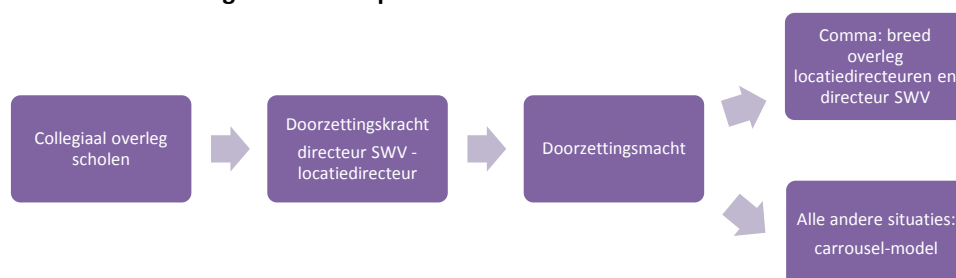 Collegiaal overleg
scholen
Doorzettingskracht
directeur SWV -
locatiedirecteur
Doorzettingsmacht
Comma: breed
overleg
locatiedirecteuren en
directeur SWV
Alle andere situaties:
carrousel-model